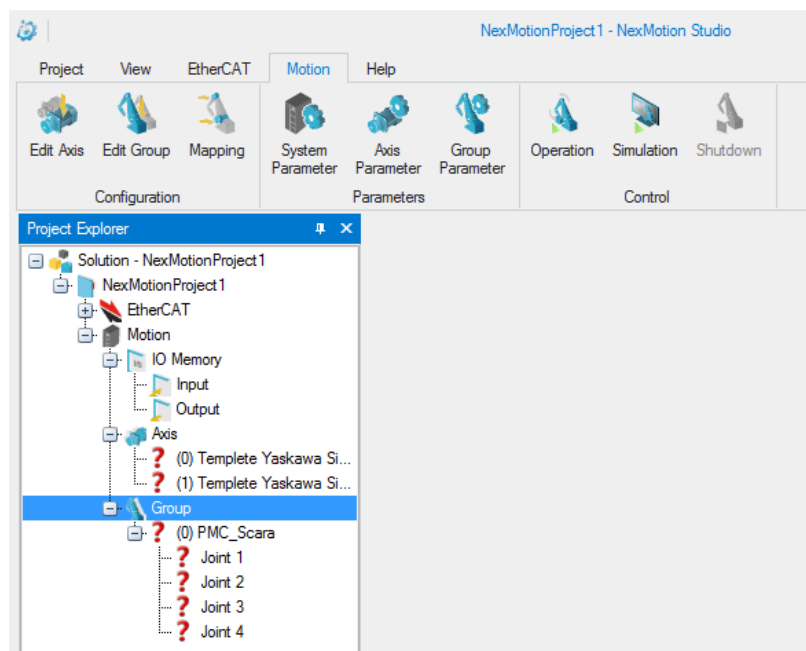 NexMotionProject1 - NexMotion Studio
Project View EtherCAT Motion Help
Edit Axis Edit Group Mapping System Parameter Axis Parameter Group Parameter Operation Simulation Shutdown
Configuration Parameters Control
Project Explorer
Solution - NexMotionProject1
NexMotionProject1
EtherCAT
Motion
IO Memory
Input
Output
Axis
(0) Templete Yaskawa Si...
(1) Templete Yaskawa Si...
Group
(0) PMC_Scara
Joint 1
Joint 2
Joint 3
Joint 4